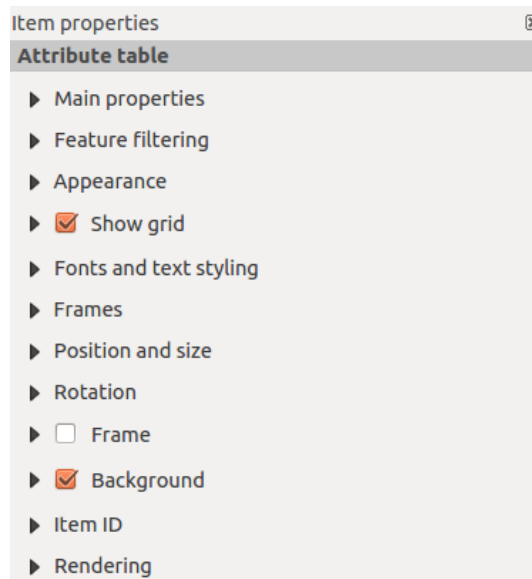 Item properties
Attribute table
Main properties
Feature filtering
Appearance
Show grid
Fonts and text styling
Frames
Position and size
Rotation
Frame
Background
Item ID
Rendering